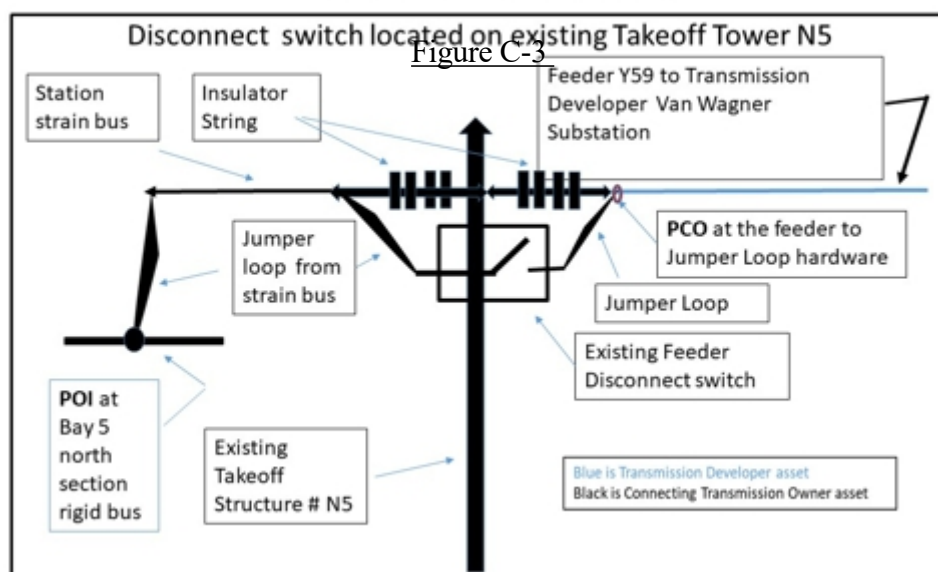 Disconnect switch located on existing Takeoff Tower N5
Figure C-3
Station
strain bus
Insulator
String
Feeder Y59 to Transmission
Developer Van Wagner
Substation
Jumper
loop from
strain bus
PCO at the feeder to
Jumper Loop hardware
Jumper Loop
Existing Feeder
Disconnect switch
POI at
Bay 5
north
section
rigid bus
Existing
Takeoff
Structure # N5
Blue is Transmission Developer asset
Black is Connecting Transmission Owner asset